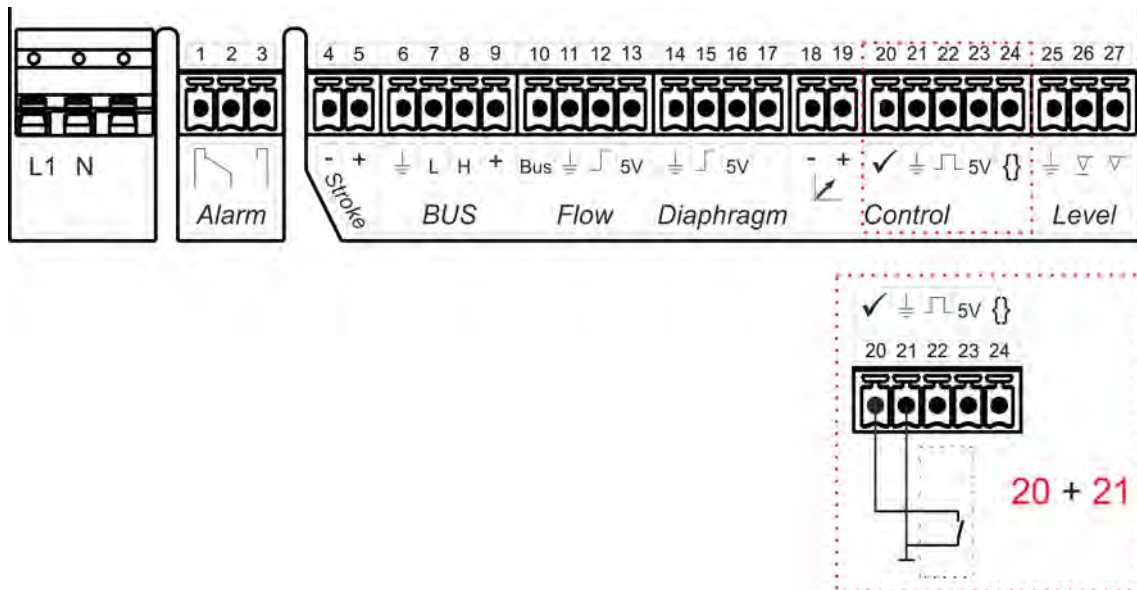 1 2 3 4 5 6 7 8 9 10 11 12 13 14 15 16 17 18 19 20 21 22 23 24 25 26 27
L1 N - + L H + Bus 5V 5V - + ✓ 5V {}
Alarm Stroke BUS Flow Diaphragm Control Level
✓ 5V {}
20 21 22 23 24
20 + 21